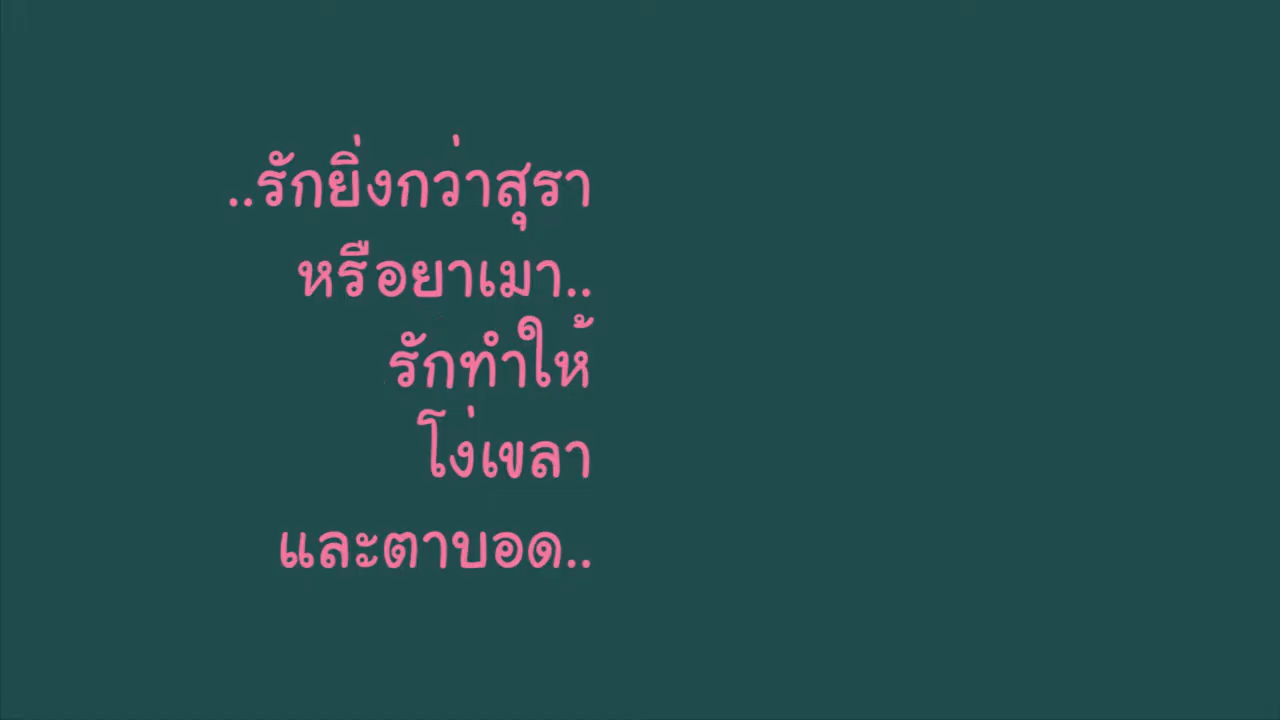 ..รักยิ่งกว่าสุรา
หรือยาเมา..
รักทำให้
โง่เขลา
และตาบอด..